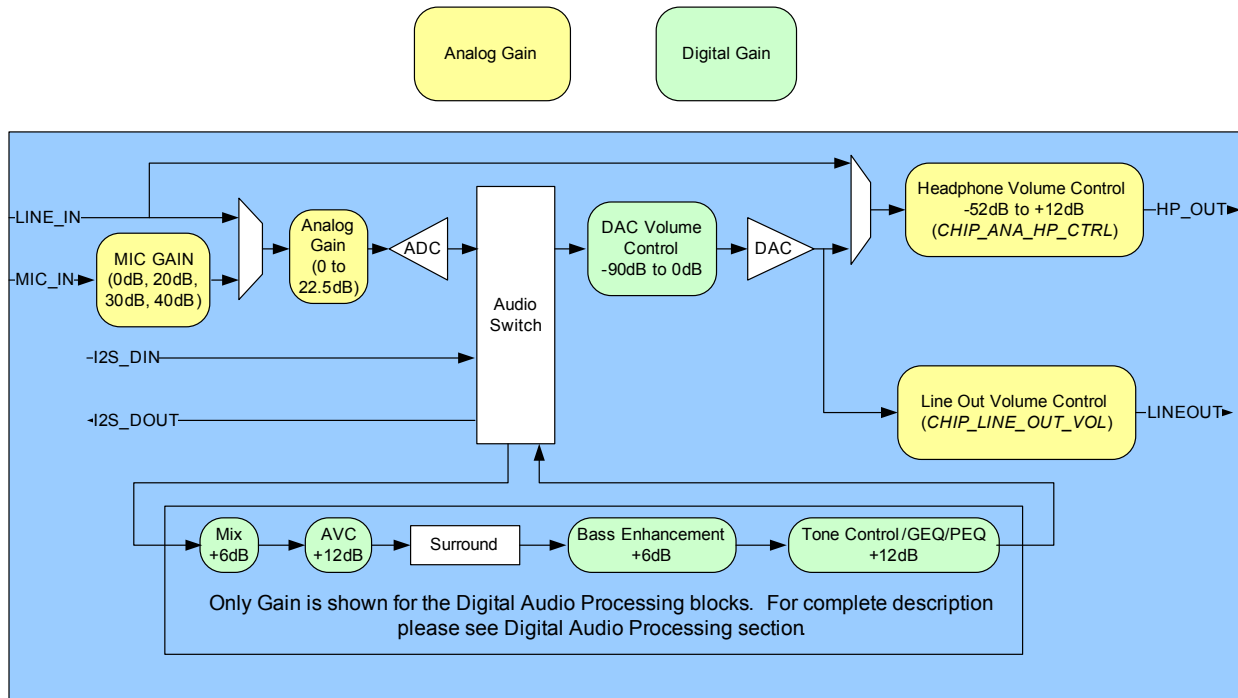 Analog Gain
Digital Gain
LINE_IN
MIC_IN
MIC GAIN
(0dB, 20dB,
30dB, 40dB)
Analog
Gain
(0 to
22.5dB)
ADC
Audio
Switch
DAC Volume
Control
-90dB to 0dB
DAC
Headphone Volume Control
-52dB to +12dB
(CHIP_ANA_HP_CTRL)
HP_OUT
I2S_DIN
I2S_DOUT
Line Out Volume Control
(CHIP_LINE_OUT_VOL)
LINEOUT
Mix
+6dB
AVC
+12dB
Surround
Bass Enhancement
+6dB
Tone Control/GEQ/PEQ
+12dB
Only Gain is shown for the Digital Audio Processing blocks. For complete description
please see Digital Audio Processing section.